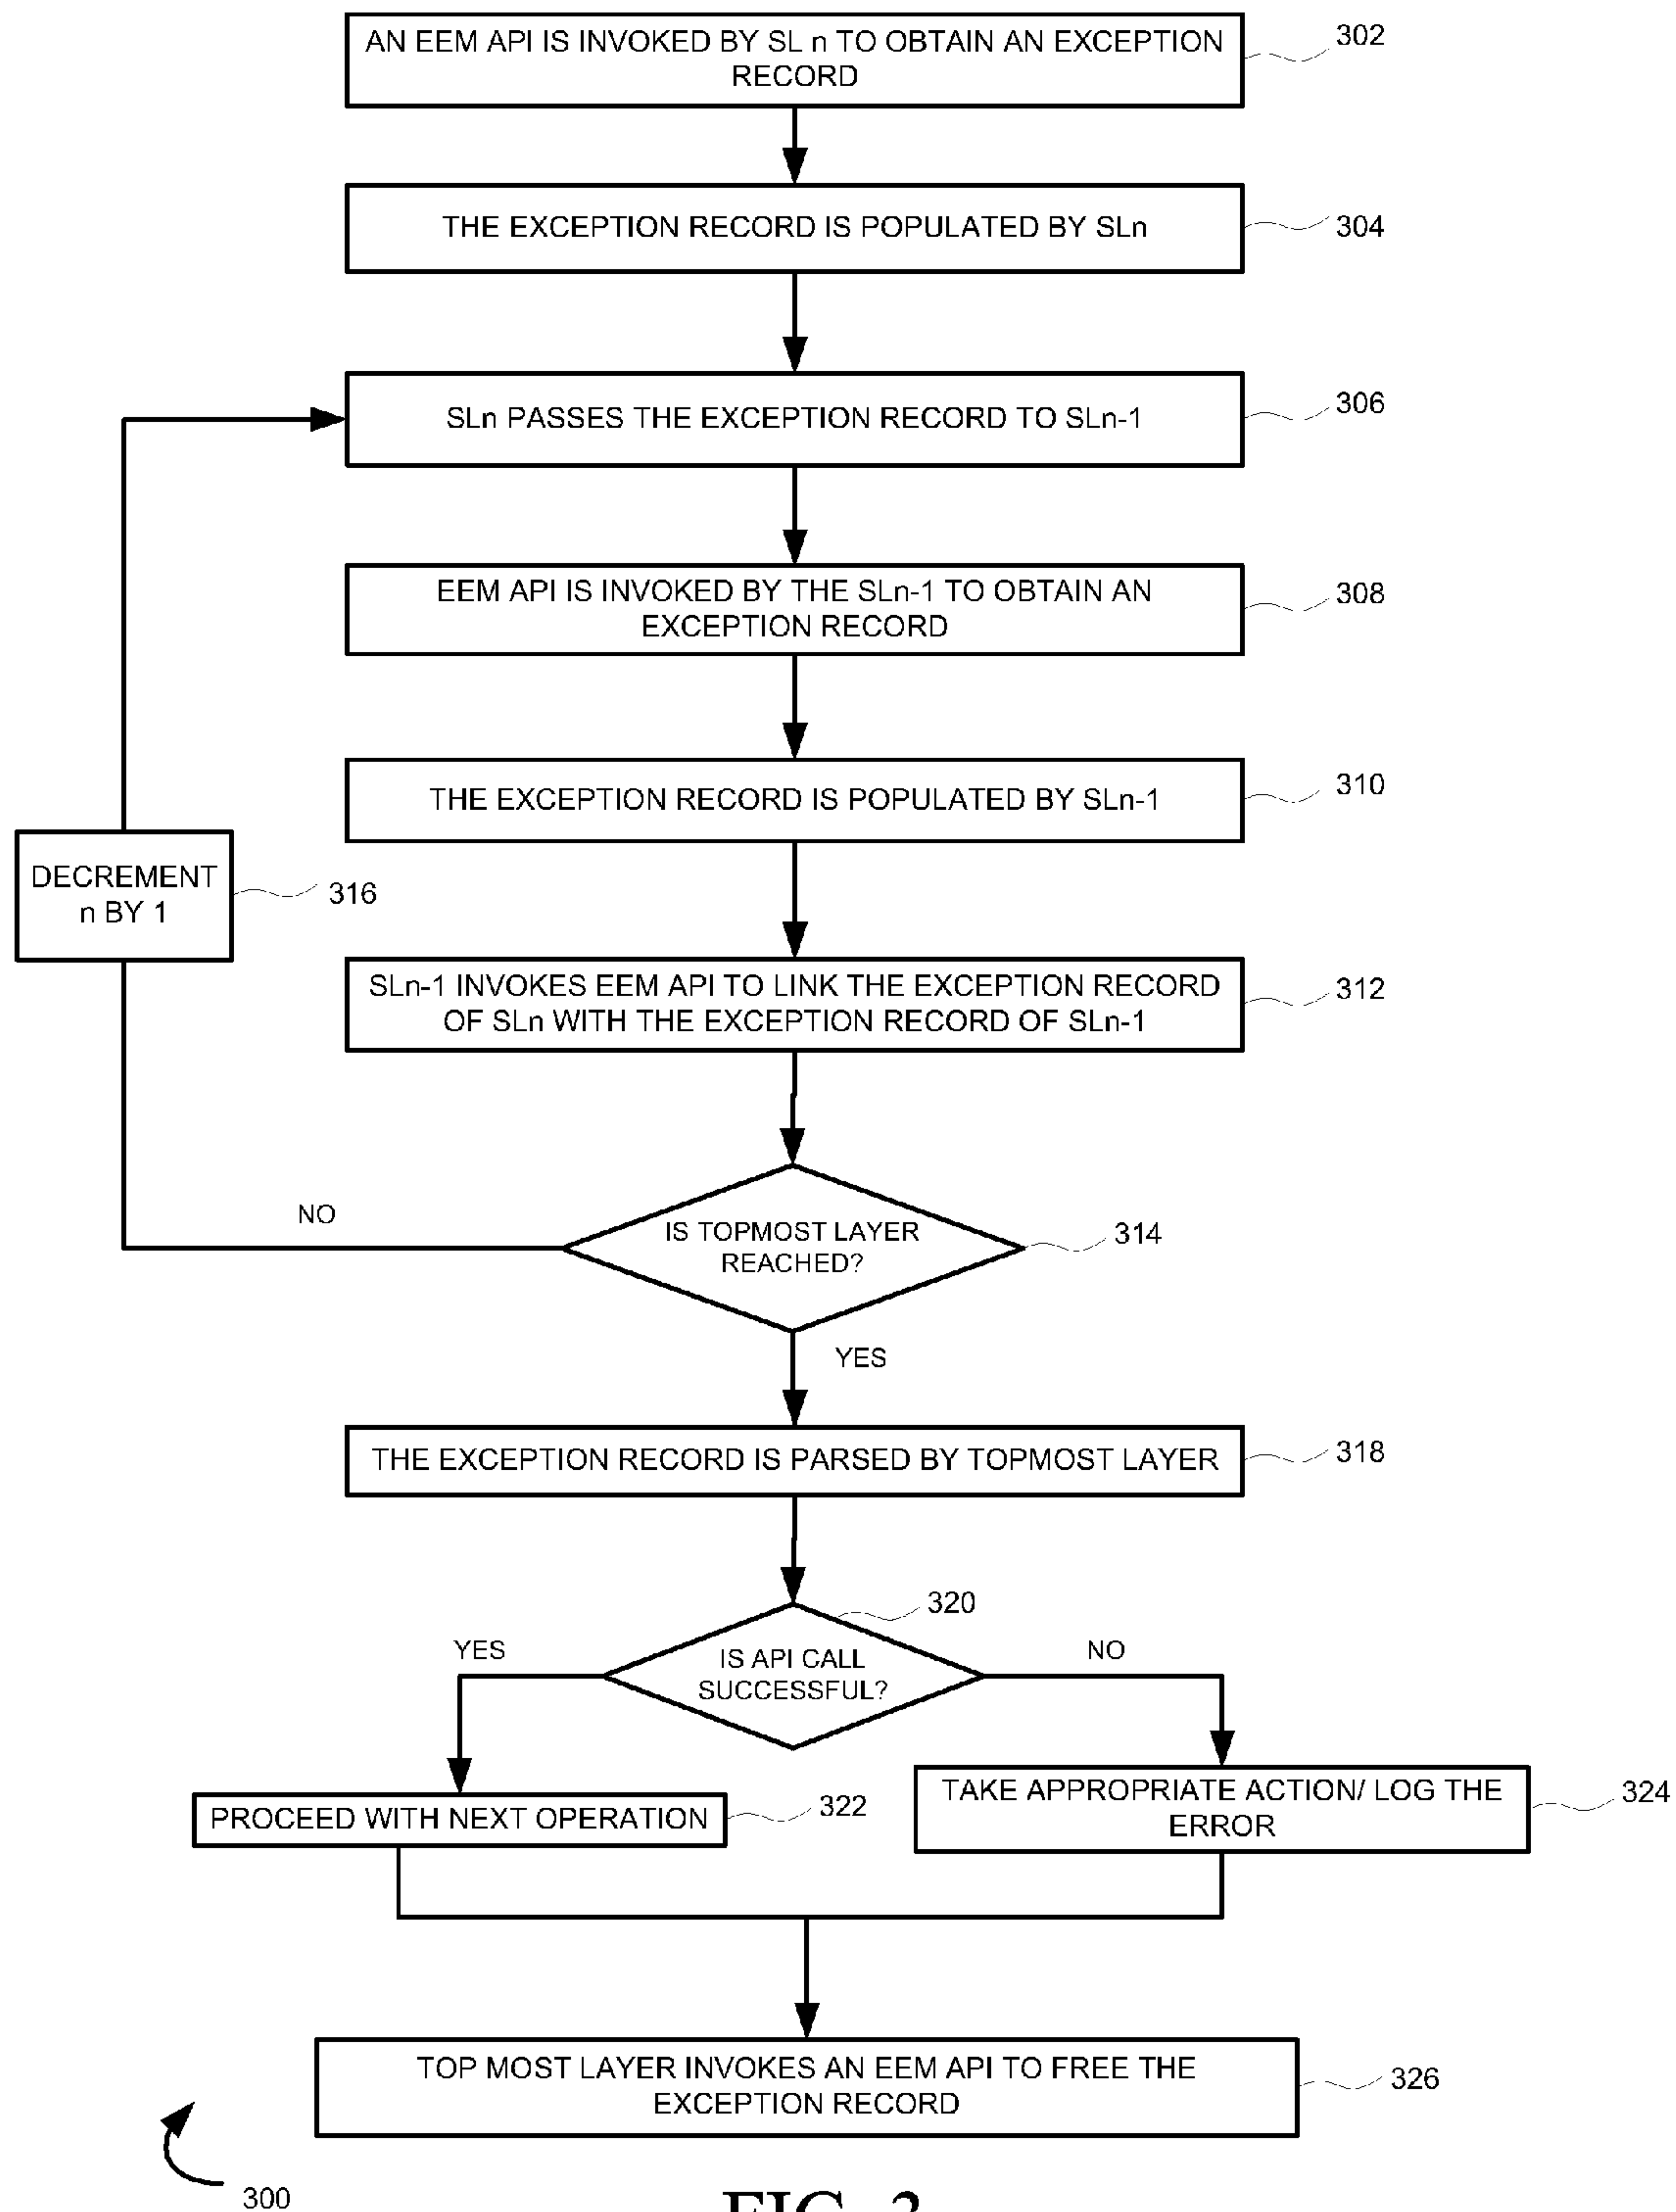 AN EEM API IS INVOKED BY SL n TO OBTAIN AN EXCEPTION
RECORD
302
THE EXCEPTION RECORD IS POPULATED BY SLn
304
SLn PASSES THE EXCEPTION RECORD TO SLn-1
306
EEM API IS INVOKED BY THE SLn-1 TO OBTAIN AN
EXCEPTION RECORD
308
THE EXCEPTION RECORD IS POPULATED BY SLn-1
310
DECREMENT
n BY 1
316
SLn-1 INVOKES EEM API TO LINK THE EXCEPTION RECORD
OF SLn WITH THE EXCEPTION RECORD OF SLn-1
312
NO
IS TOPMOST LAYER
REACHED?
314
YES
THE EXCEPTION RECORD IS PARSED BY TOPMOST LAYER
318
320
YES
IS API CALL
SUCCESSFUL?
NO
PROCEED WITH NEXT OPERATION
322
TAKE APPROPRIATE ACTION/ LOG THE
ERROR
324
TOP MOST LAYER INVOKES AN EEM API TO FREE THE
EXCEPTION RECORD
326
300
FIG. 3